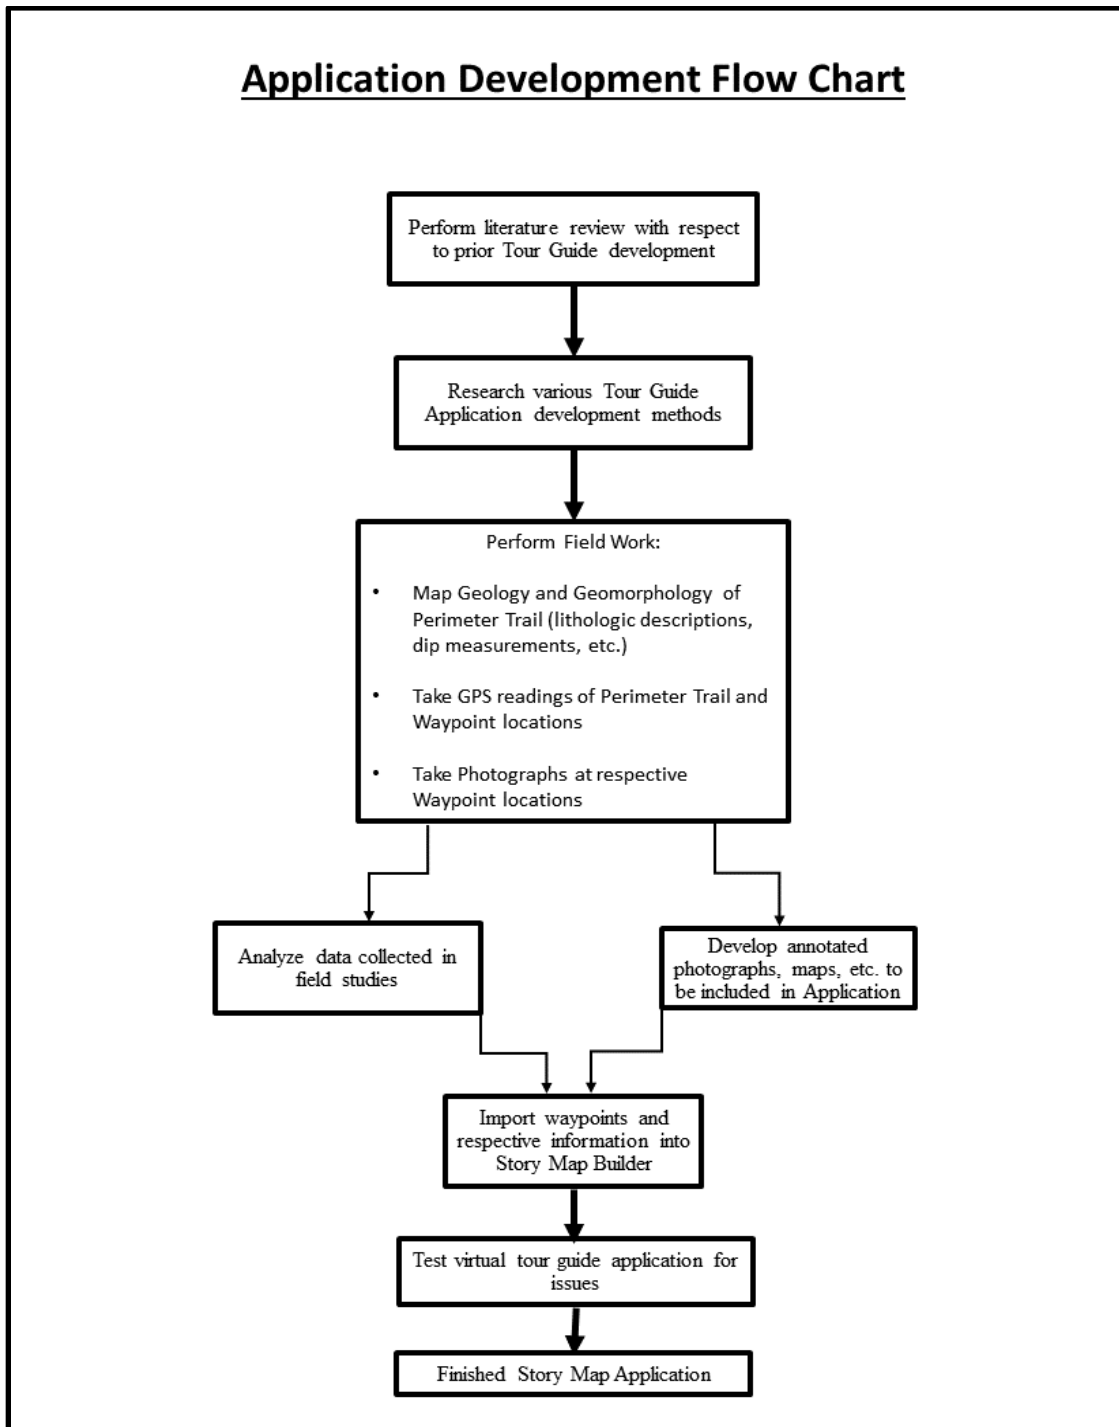 Application Development Flow Chart
Perform literature review with respect
to prior Tour Guide development
Research various Tour Guide
Application development methods
Perform Field Work:
• Map Geology and Geomorphology of
Perimeter Trail (lithologic descriptions,
dip measurements, etc.)
• Take GPS readings of Perimeter Trail and
Waypoint locations
• Take Photographs at respective
Waypoint locations
Analyze data collected in
field studies
Develop annotated
photographs, maps, etc. to
be included in Application
Import waypoints and
respective information into
Story Map Builder
Test virtual tour guide application for
issues
Finished Story Map Application